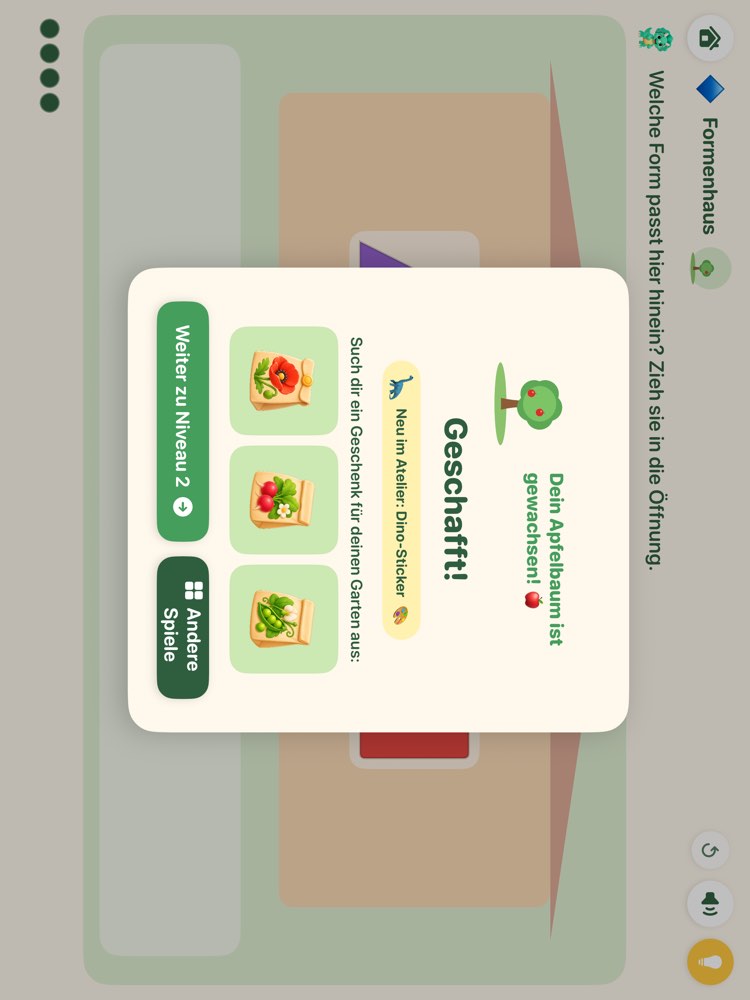 Formenhaus
Welche Form passt hier hinein? Zieh sie in die Öffnung.
Dein Apfelbaum ist
gewachsen! 🍎
Geschafft!
Neu im Atelier: Dino-Sticker
Such dir ein Geschenk für deinen Garten aus:
Weiter zu Niveau 2
Andere
Spiele